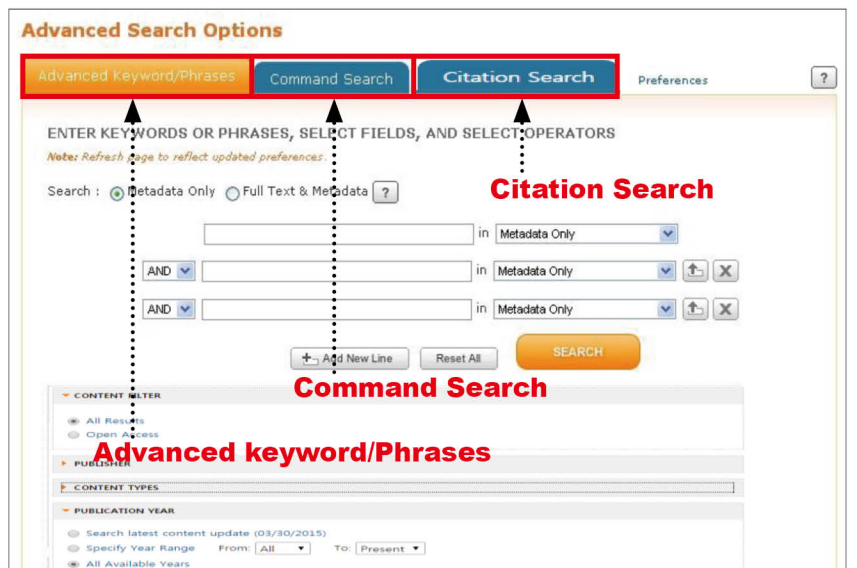 Advanced Search Options
Advanced Keyword/Phrases Command Search Citation Search Preferences ?
ENTER KEYWORDS OR PHRASES, SELECT FIELDS, AND SELECT OPERATORS
Note: Refresh page to reflect updated preferences.
Search : Metadata Only Full Text & Metadata ?
Citation Search
in Metadata Only
AND in Metadata Only
AND in Metadata Only
Add New Line Reset All SEARCH
Command Search
CONTENT FILTER
All Results
Open Access
Advanced keyword/Phrases
PUBLISHER
CONTENT TYPES
PUBLICATION YEAR
Search latest content update (03/30/2015)
Specify Year Range From: All To: Present
All Available Years